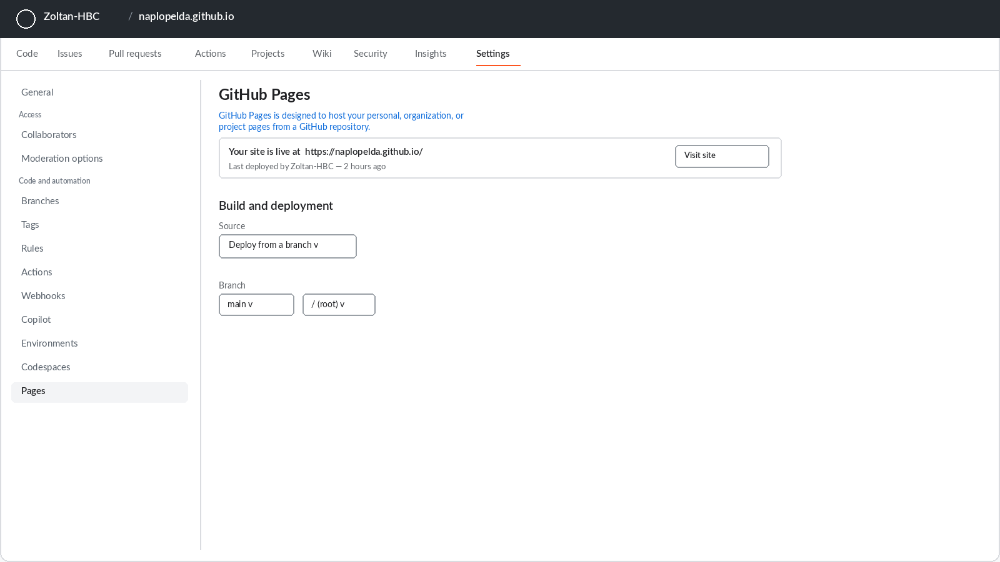 Zoltan-HBC / naplopelda.github.io
Code Issues Pull requests Actions Projects Wiki Security Insights Settings
General
Access
Collaborators
Moderation options
Code and automation
Branches
Tags
Rules
Actions
Webhooks
Copilot
Environments
Codespaces
Pages
GitHub Pages
GitHub Pages is designed to host your personal, organization, or
project pages from a GitHub repository.
Your site is live at https://naplopelda.github.io/
Last deployed by Zoltan-HBC — 2 hours ago
Visit site
Build and deployment
Source
Deploy from a branch v
Branch
main v / (root) v